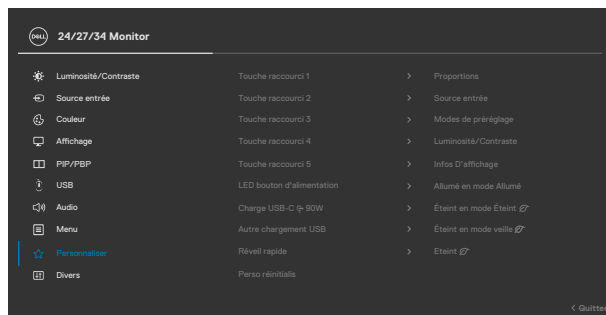 DELL
24/27/34 Monitor
Luminosité/Contraste
Touche raccourci 1
Proportions
Source entrée
Touche raccourci 2
Source entrée
Couleur
Touche raccourci 3
Modes de préréglage
Affichage
Touche raccourci 4
Luminosité/Contraste
PIP/PBP
Touche raccourci 5
Infos D'affichage
USB
LED bouton d'alimentation
Allumé en mode Allumé
Audio
Charge USB-C 90W
Éteint en mode Éteint
Menu
Autre chargement USB
Éteint en mode veille
Personnaliser
Réveil rapide
Eteint
Divers
Perso réinitialis
Quitter